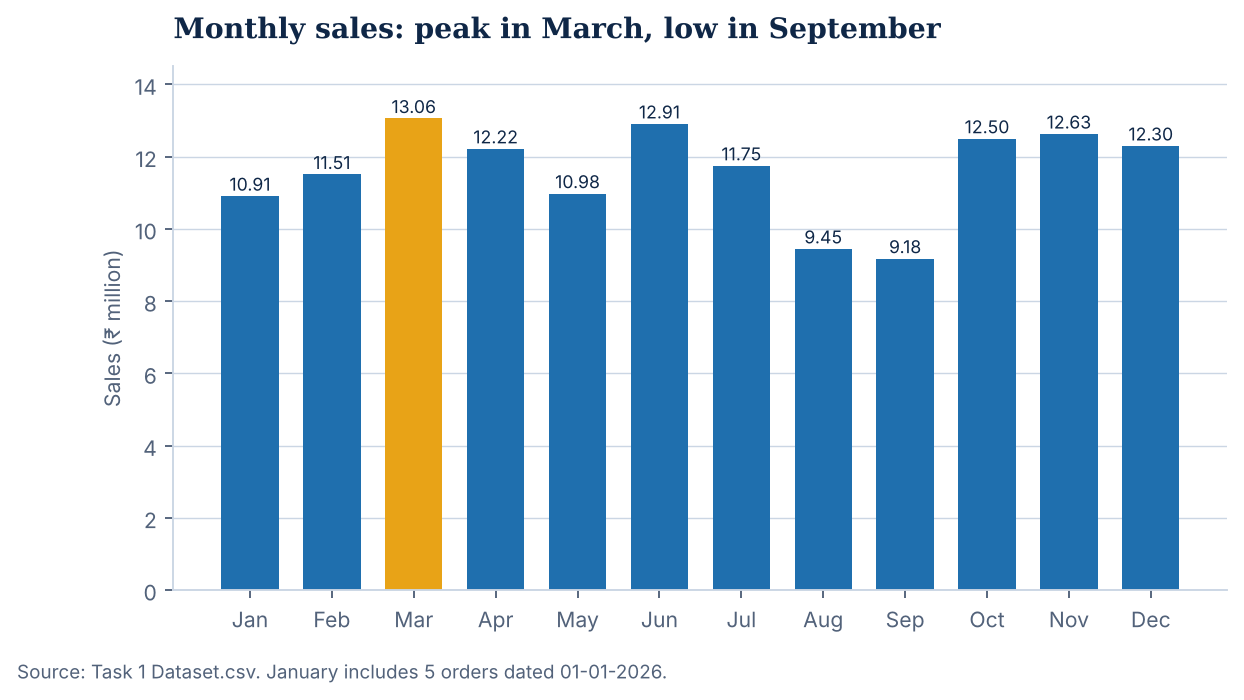 Monthly sales: peak in March, low in September
Sales (₹ million)
14
12
10
8
6
4
2
0
10.91
11.51
13.06
12.22
10.98
12.91
11.75
9.45
9.18
12.50
12.63
12.30
Jan
Feb
Mar
Apr
May
Jun
Jul
Aug
Sep
Oct
Nov
Dec
Source: Task 1 Dataset.csv. January includes 5 orders dated 01-01-2026.